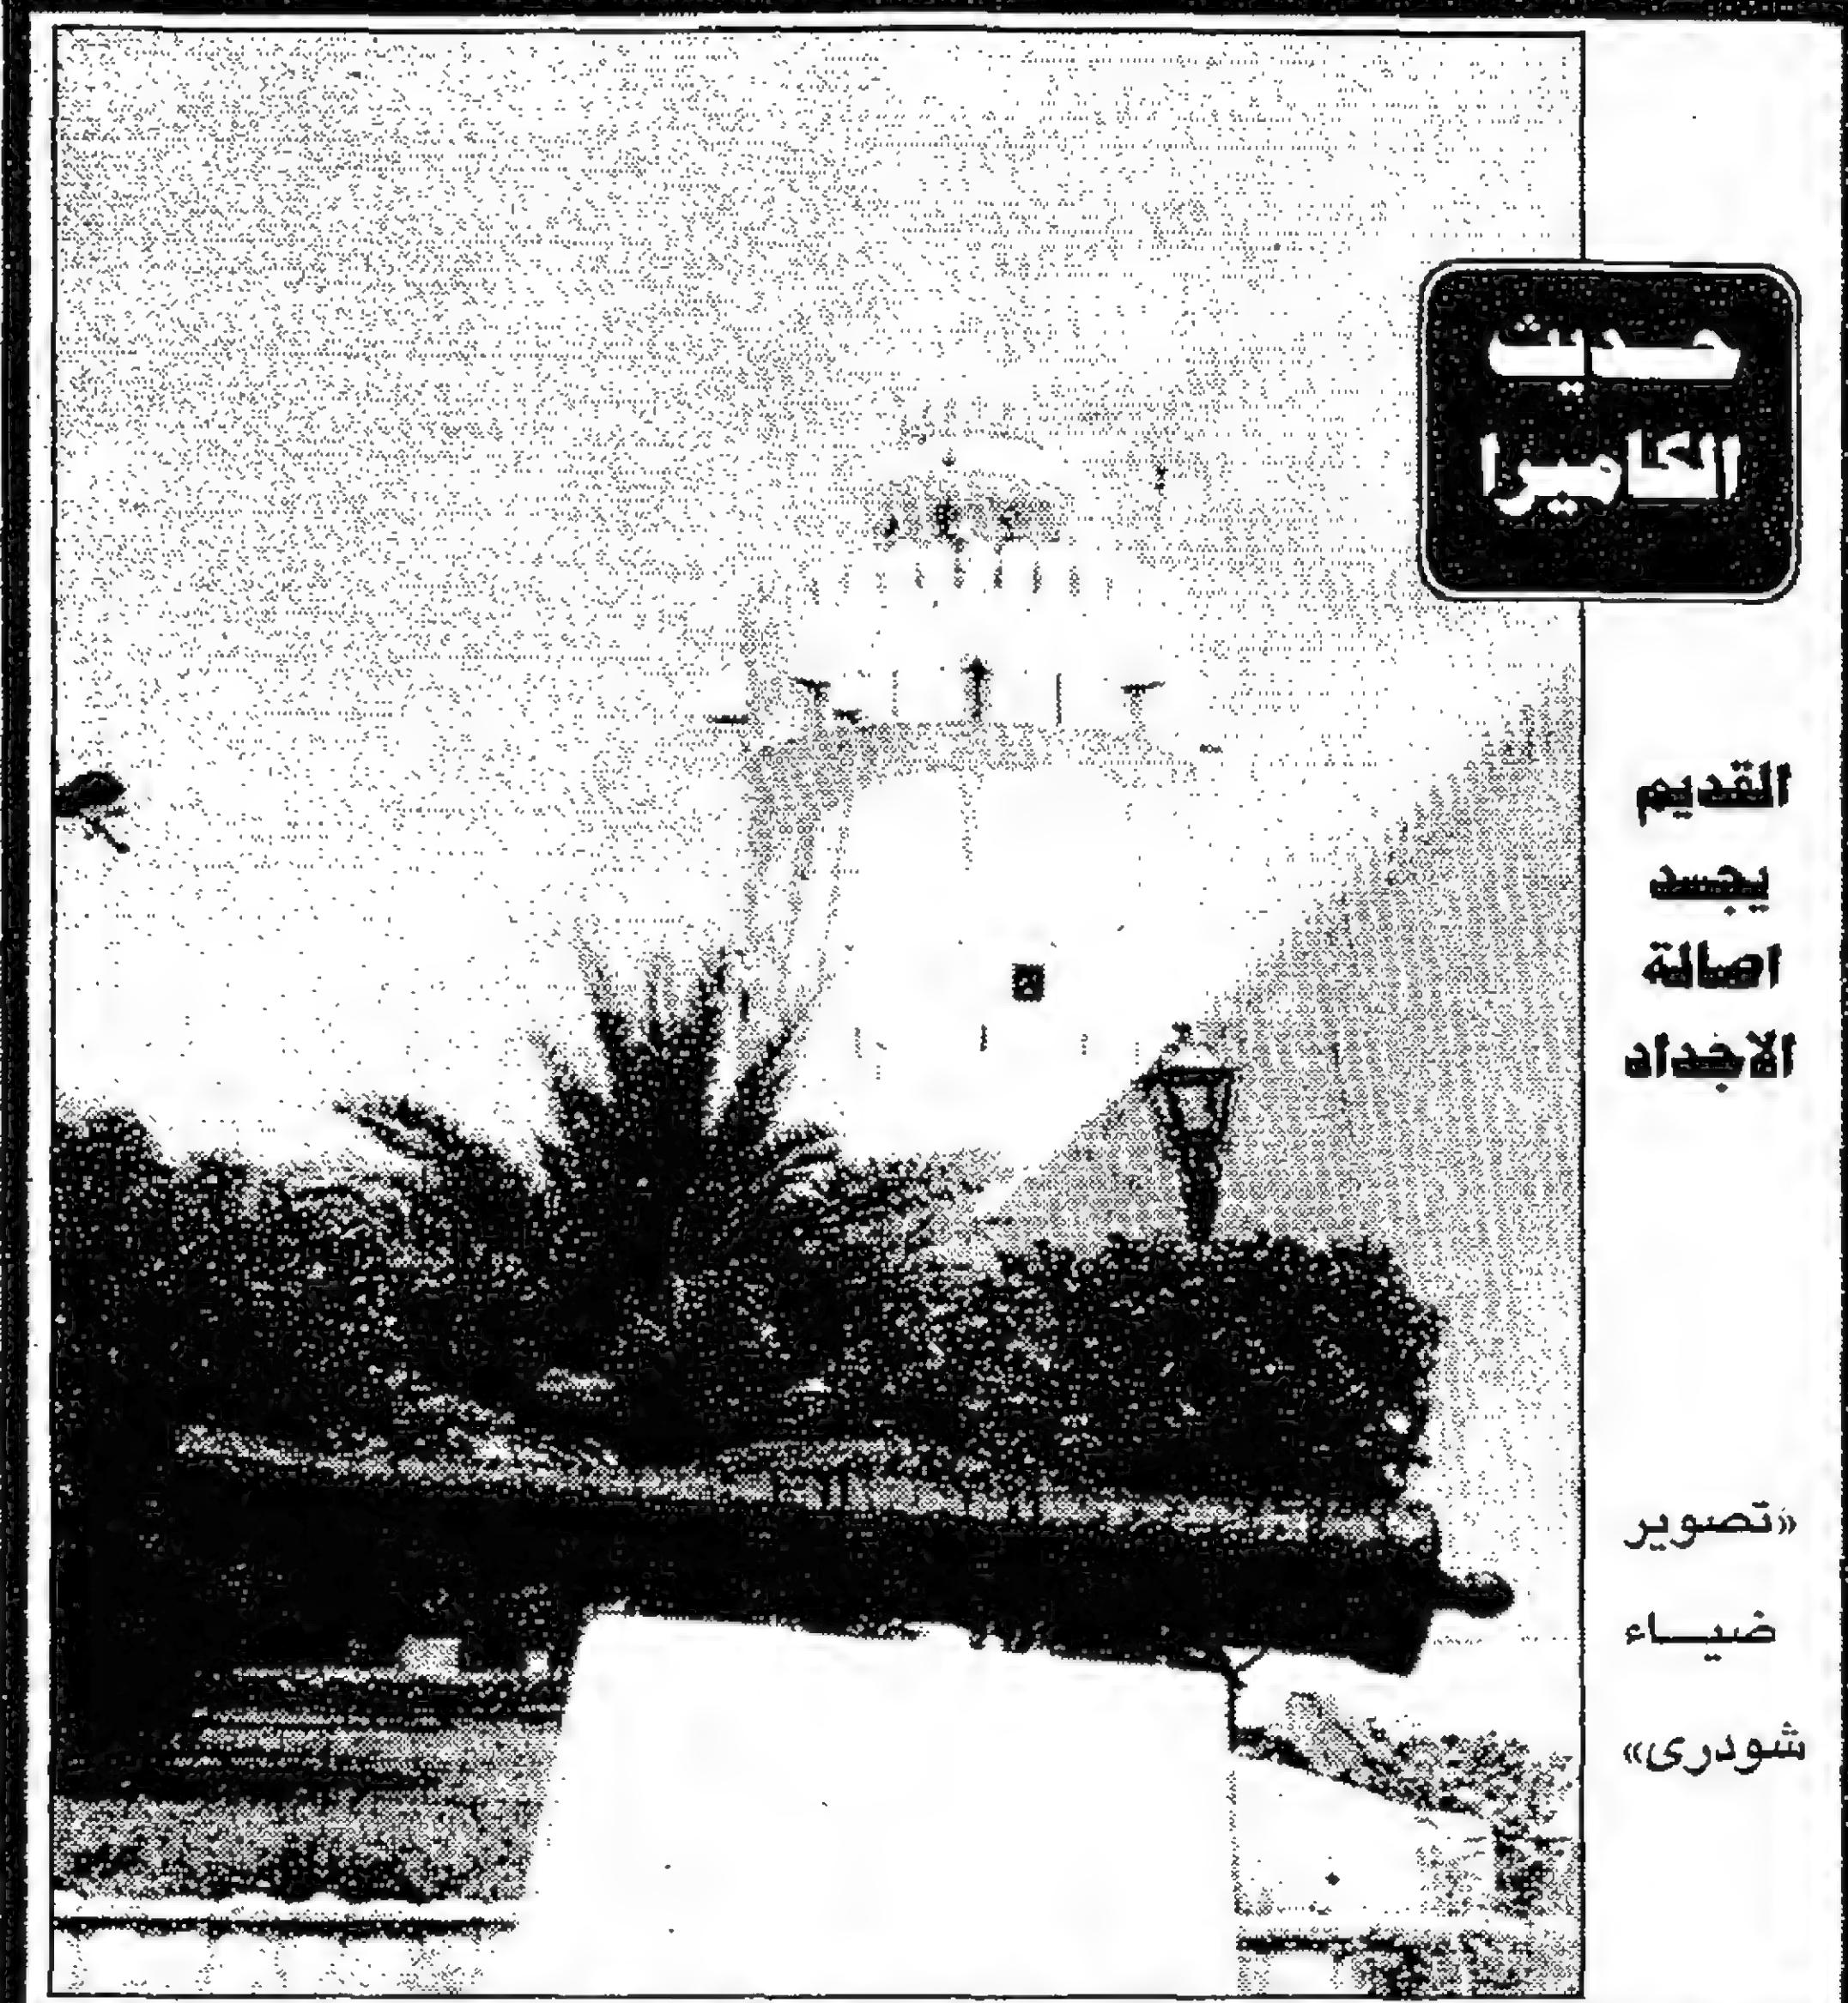 حديث
الكاميرا
القديم
يجسد
اصالة
الاجداد
«تصوير
ضياء
شودرى»